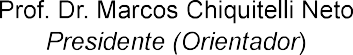 Prof. Dr. Marcos Chiquitelli Neto
Presidente (Orientador)